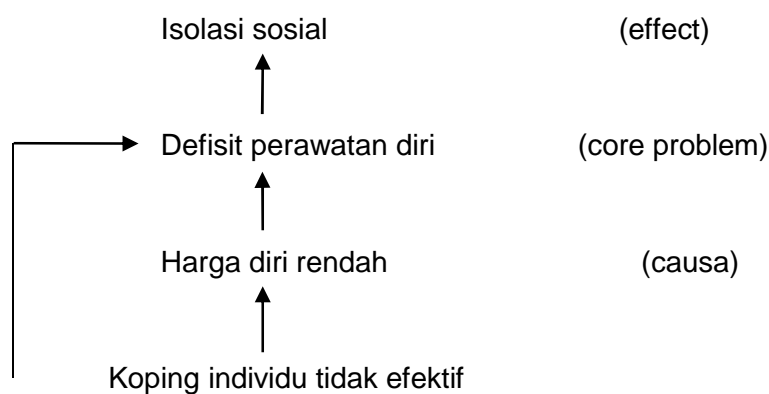 Isolasi sosial (effect)
Defisit perawatan diri (core problem)
Harga diri rendah (causa)
Koping individu tidak efektif